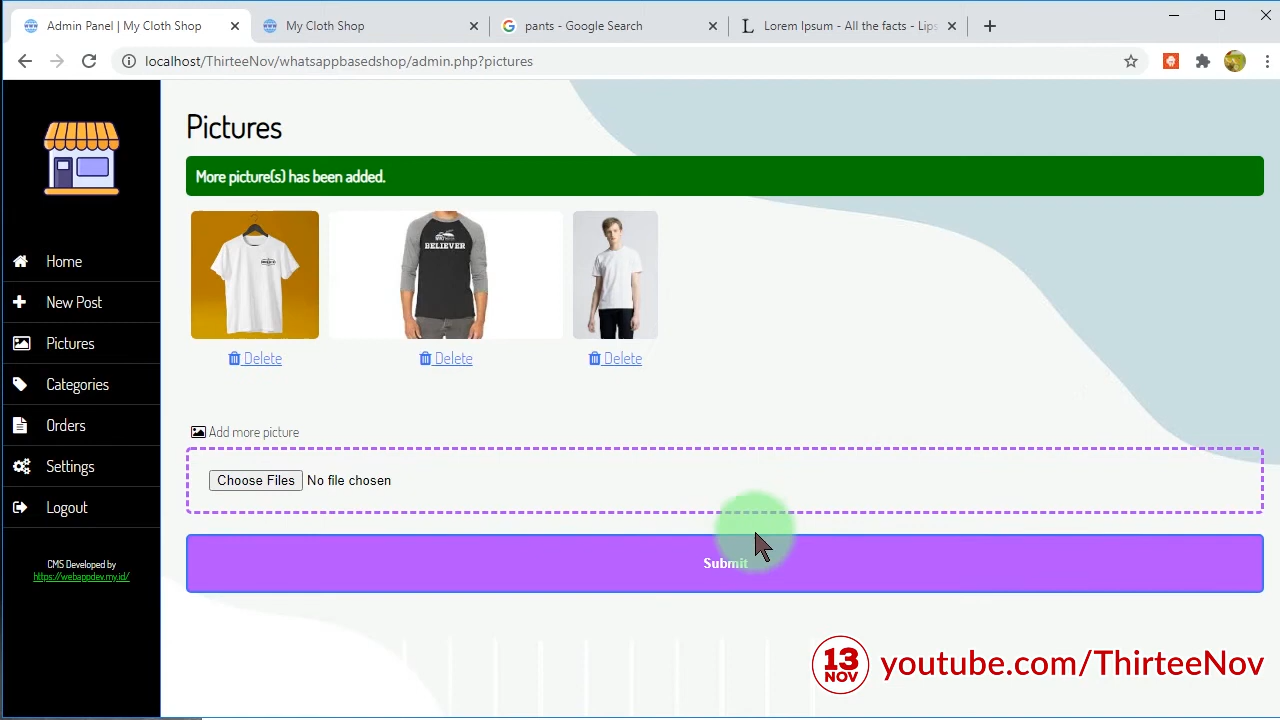 Admin Panel | My Cloth Shop
My Cloth Shop
pants - Google Search
Lorem Ipsum - All the facts - Lips
localhost/ThirteeNov/whatsappbasedshop/admin.php?pictures
Pictures
More picture(s) has been added.
BELIEVER
Delete
Delete
Delete
Home
New Post
Pictures
Categories
Orders
Settings
Logout
CMS Developed by
https://webappdev.my.id/
Add more picture
Choose Files No file chosen
Submit
13
NOV
youtube.com/ThirteeNov